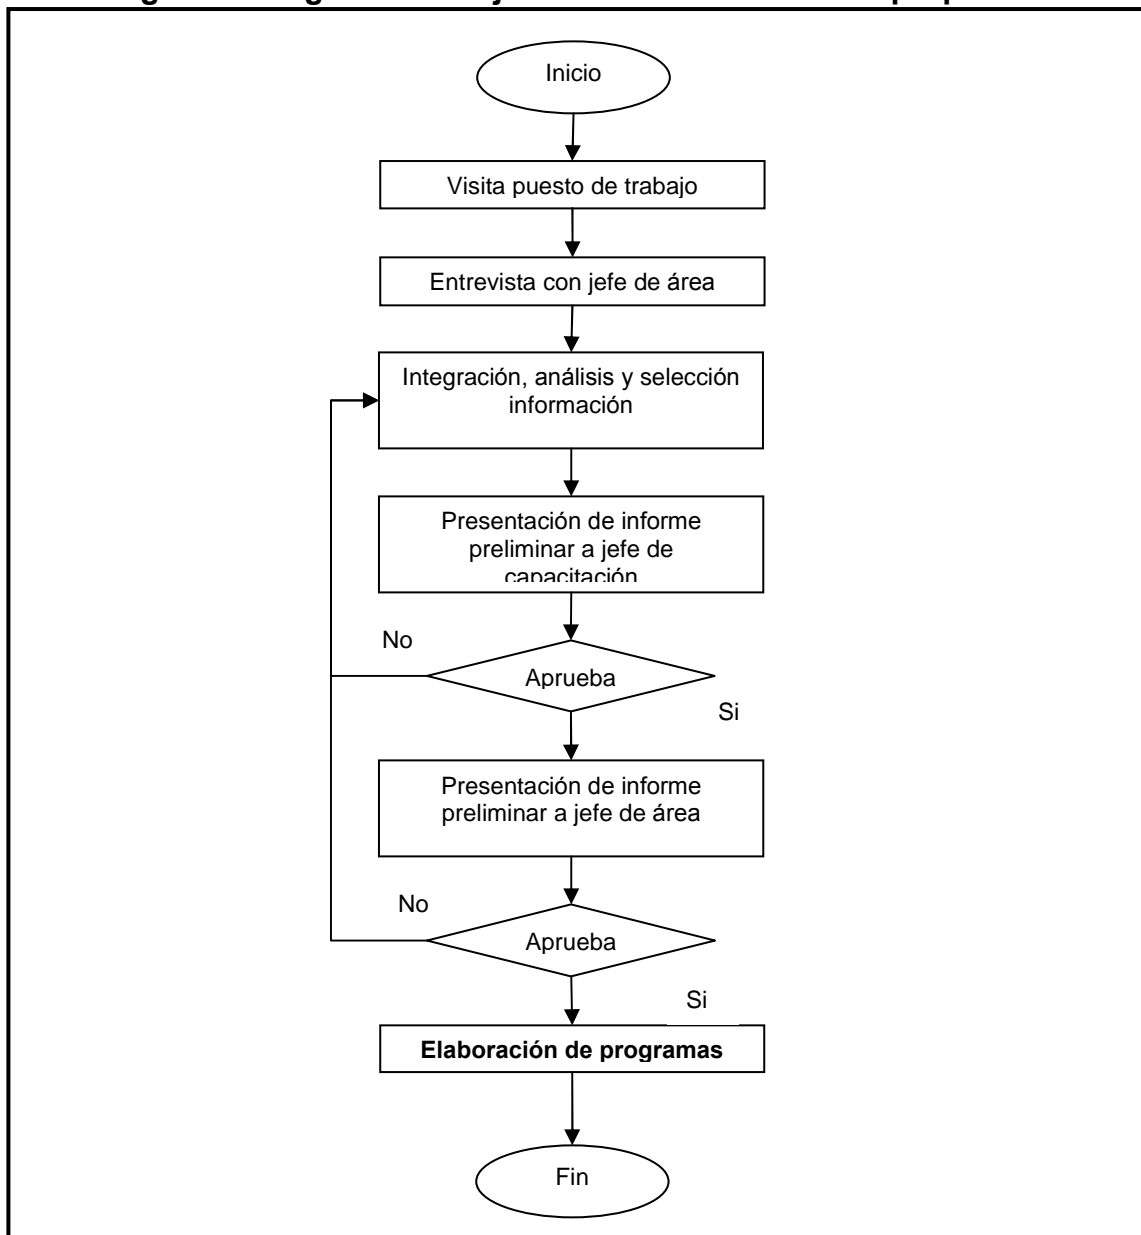 Inicio
Visita puesto de trabajo
Entrevista con jefe de área
Integración, análisis y selección
información
Presentación de informe
preliminar a jefe de
capacitación
No
Aprueba
Si
Presentación de informe
preliminar a jefe de área
No
Aprueba
Si
Elaboración de programas
Fin